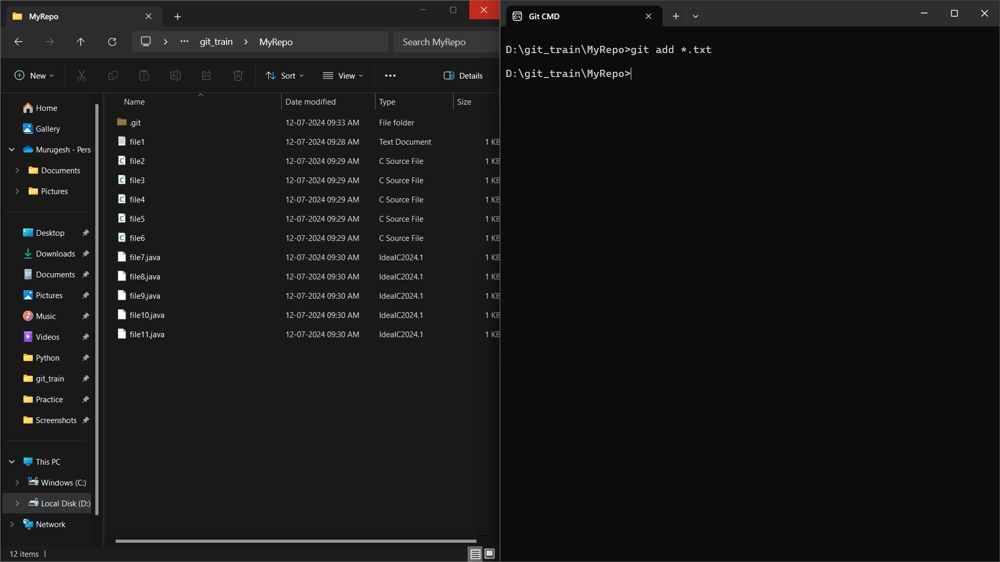 MyRepo
git_train
MyRepo
Search MyRepo
New
Sort
View
Details
Home
Gallery
Murugesh - Pers
Documents
Pictures
Desktop
Downloads
Documents
Pictures
Music
Videos
Python
git_train
Practice
Screenshots
This PC
Windows (C:)
Local Disk (D:)
Network
Name Date modified Type Size
.git 12-07-2024 09:33 AM File folder
file1 12-07-2024 09:28 AM Text Document 1 KB
file2 12-07-2024 09:29 AM C Source File 1 KB
file3 12-07-2024 09:29 AM C Source File 1 KB
file4 12-07-2024 09:29 AM C Source File 1 KB
file5 12-07-2024 09:29 AM C Source File 1 KB
file6 12-07-2024 09:29 AM C Source File 1 KB
file7.java 12-07-2024 09:30 AM IdeaIC2024.1 1 KB
file8.java 12-07-2024 09:30 AM IdeaIC2024.1 1 KB
file9.java 12-07-2024 09:30 AM IdeaIC2024.1 1 KB
file10.java 12-07-2024 09:30 AM IdeaIC2024.1 1 KB
file11.java 12-07-2024 09:30 AM IdeaIC2024.1 1 KB
12 items
Git CMD
D:\git_train\MyRepo>git add *.txt
D:\git_train\MyRepo>